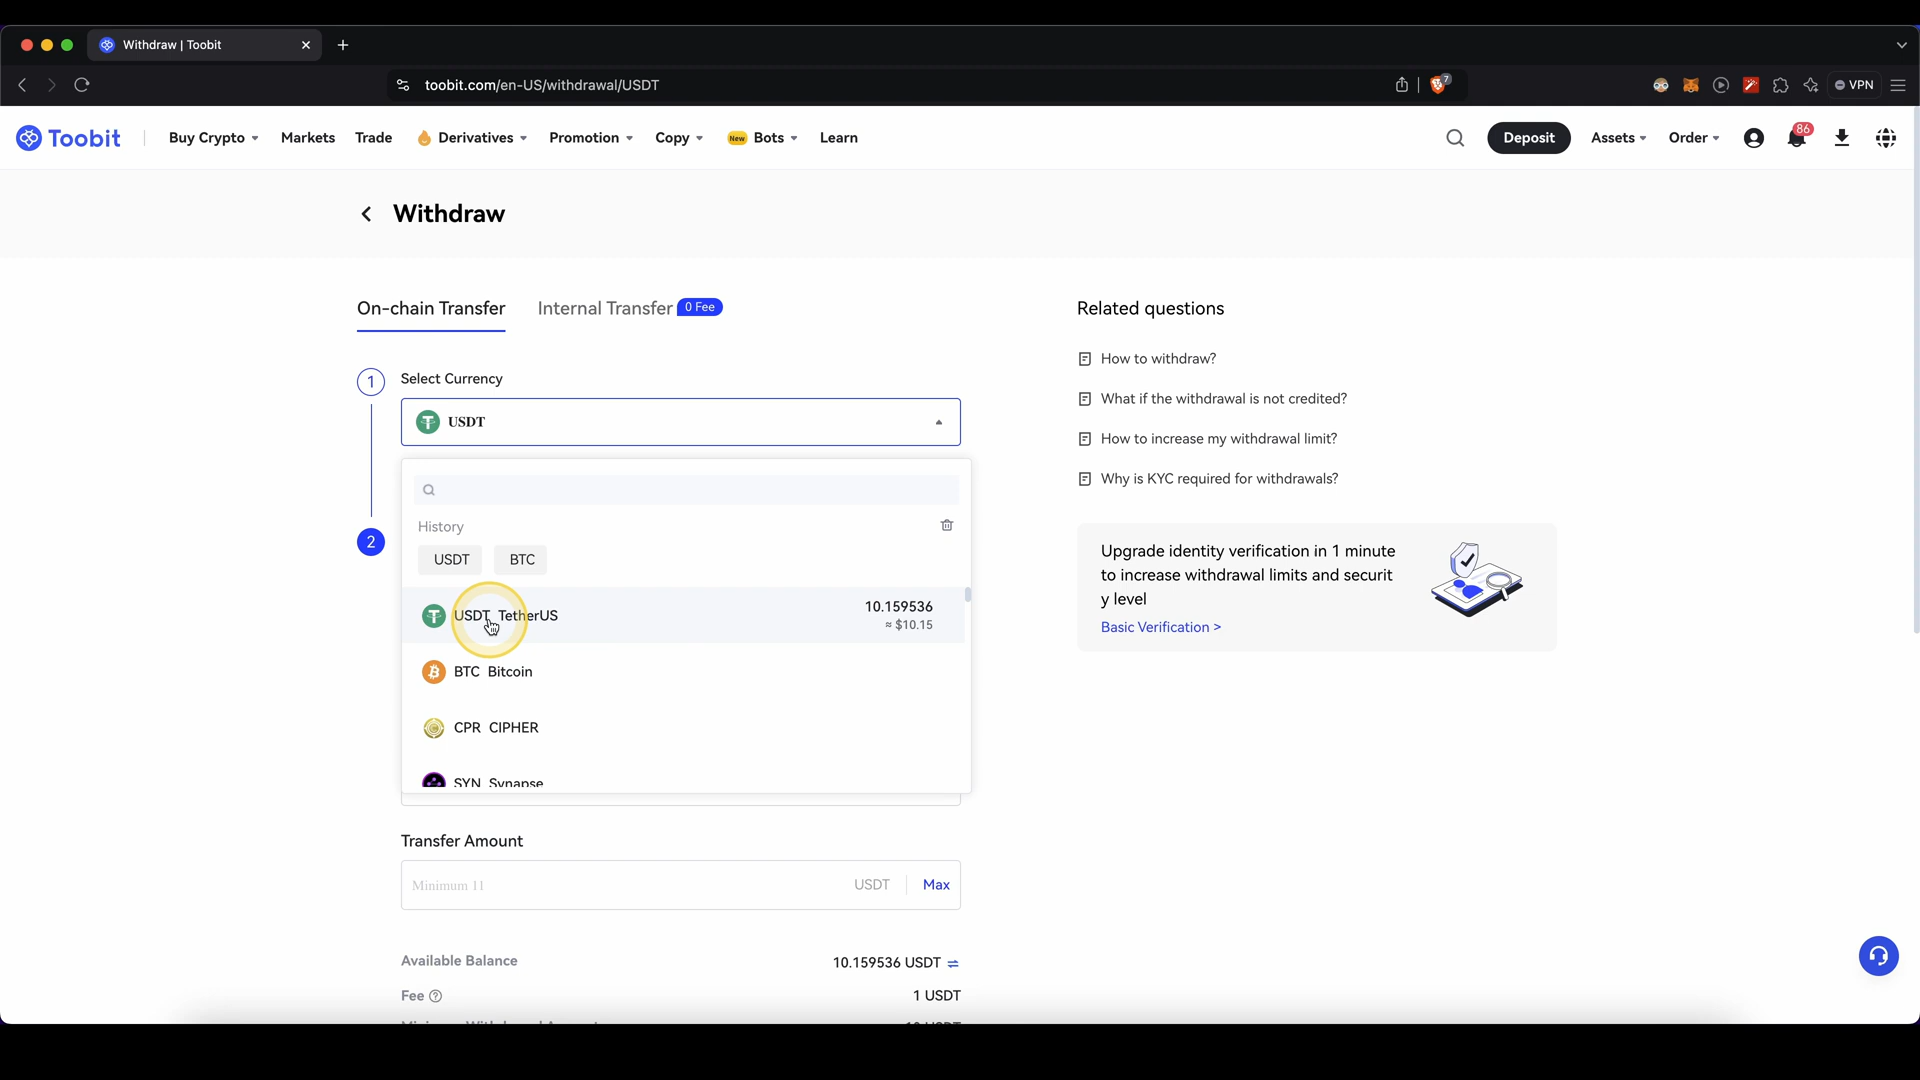 Withdraw | Toobit
toobit.com/en-US/withdrawal/USDT
7
VPN
Toobit
Buy Crypto
Markets
Trade
Derivatives
Promotion
Copy
New
Bots
Learn
Deposit
Assets
Order
86
Withdraw
On-chain Transfer
Internal Transfer
0 Fee
1
Select Currency
USDT
History
USDT
BTC
2
USDT TetherUS
10.159536
≈ $10.15
BTC Bitcoin
CPR CIPHER
SYN Synapse
Transfer Amount
Minimum 11
USDT
Max
Available Balance
10.159536 USDT
Fee
1 USDT
Related questions
How to withdraw?
What if the withdrawal is not credited?
How to increase my withdrawal limit?
Why is KYC required for withdrawals?
Upgrade identity verification in 1 minute
to increase withdrawal limits and securit
y level
Basic Verification >